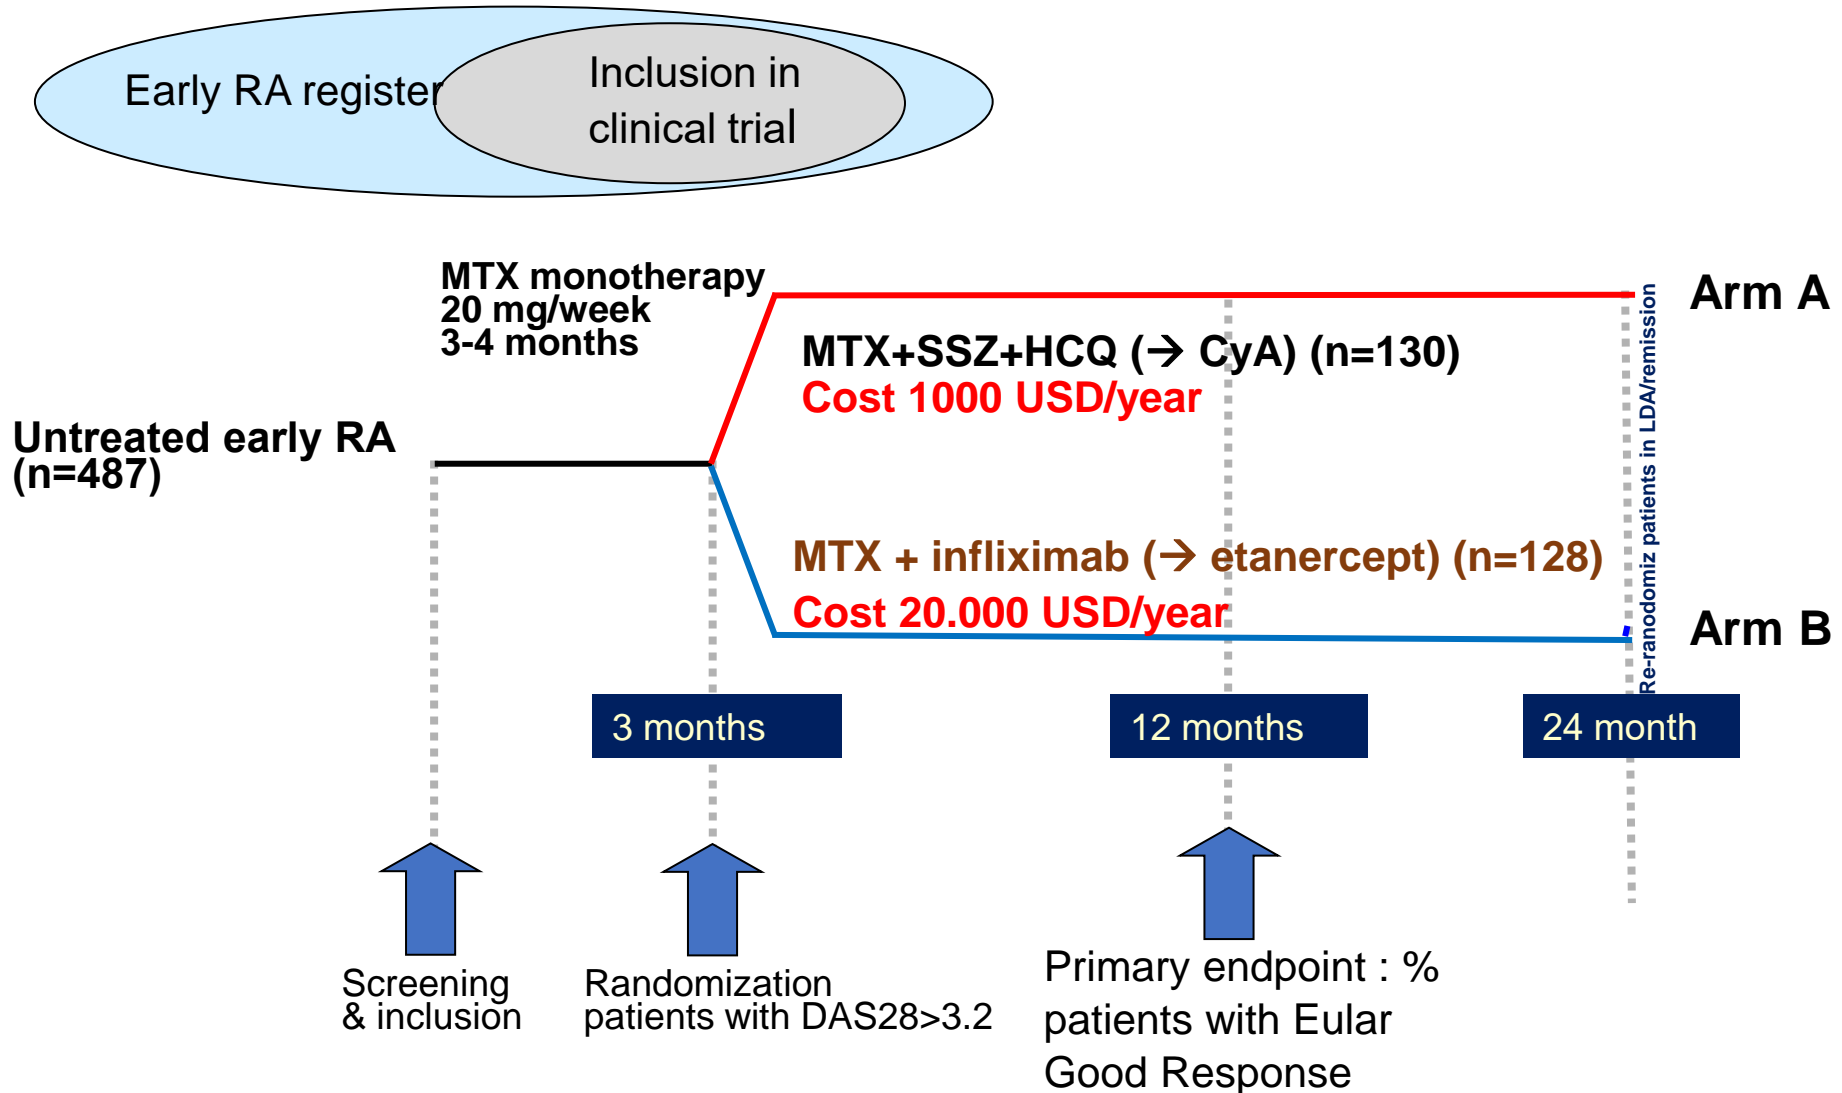 Early RA register
Inclusion in
clinical trial
MTX monotherapy
20 mg/week
3-4 months
Arm A
MTX+SSZ+HCQ (→ CyA) (n=130)
Cost 1000 USD/year
Untreated early RA
(n=487)
Re-ranodomiz patients in LDA/remission
MTX + infliximab (→ etanercept) (n=128)
Cost 20.000 USD/year
Arm B
3 months
12 months
24 month
Screening
& inclusion
Randomization
patients with DAS28>3.2
Primary endpoint : %
patients with Eular
Good Response